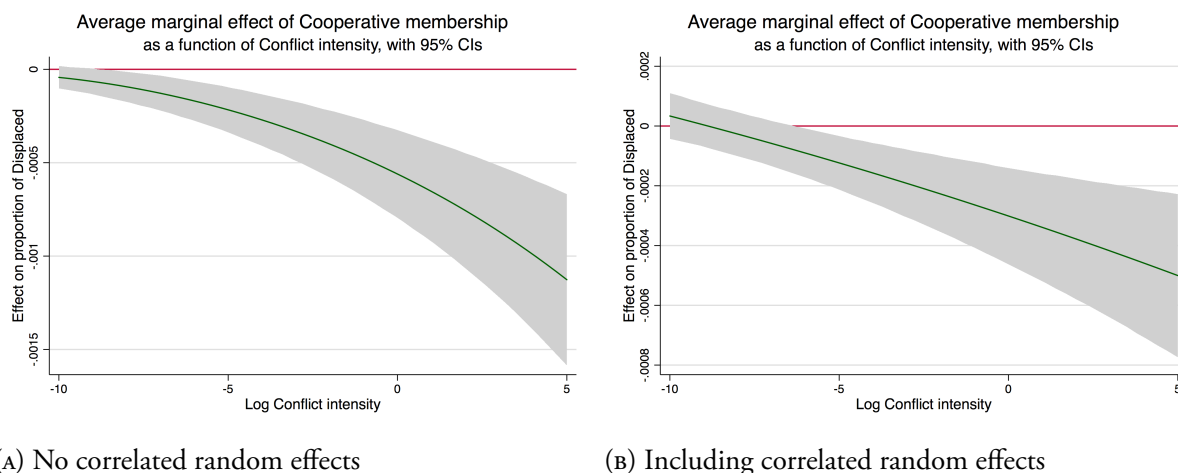 Average marginal effect of Cooperative membership
as a function of Conflict intensity, with 95% CIs
Effect on proportion of Displaced
0
-.0005
-.001
-.0015
-10
-5
0
5
Log Conflict intensity
(A) No correlated random effects
Average marginal effect of Cooperative membership
as a function of Conflict intensity, with 95% CIs
Effect on proportion of Displaced
.0002
0
-.0002
-.0004
-.0006
-.0008
-10
-5
0
5
Log Conflict intensity
(B) Including correlated random effects